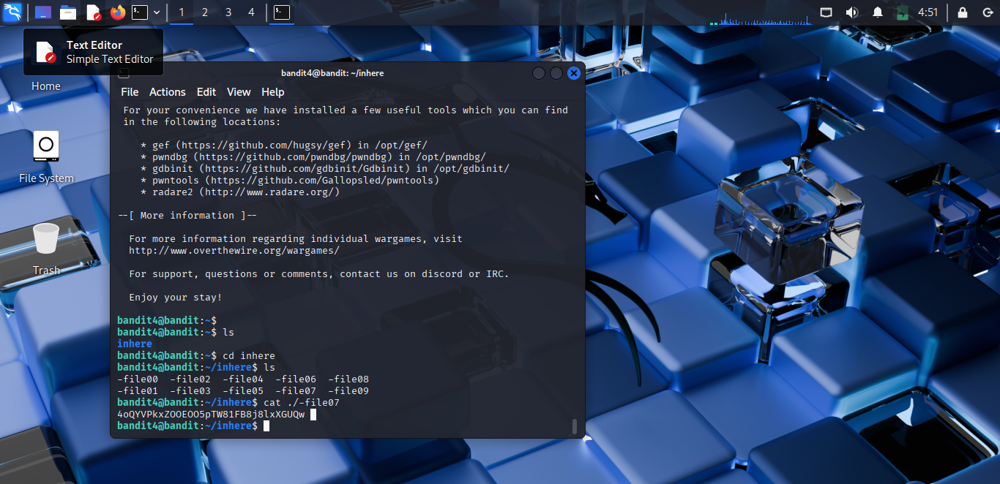 1 2 3 4
4:51
Text Editor
Simple Text Editor
Home
File System
Trash
bandit4@bandit: ~/inhere
File Actions Edit View Help
For your convenience we have installed a few useful tools which you can find
in the following locations:
* gef (https://github.com/hugsy/gef) in /opt/gef/
* pwndbg (https://github.com/pwndbg/pwndbg) in /opt/pwndbg/
* gdbinit (https://github.com/gdbinit/Gdbinit) in /opt/gdbinit/
* pwntools (https://github.com/Gallopsled/pwntools)
* radare2 (http://www.radare.org/)
--[ More information ]--
For more information regarding individual wargames, visit
http://www.overthewire.org/wargames/
For support, questions or comments, contact us on discord or IRC.
Enjoy your stay!
bandit4@bandit:~$
bandit4@bandit:~$ ls
inhere
bandit4@bandit:~$ cd inhere
bandit4@bandit:~/inhere$ ls
-file00 -file02 -file04 -file06 -file08
-file01 -file03 -file05 -file07 -file09
bandit4@bandit:~/inhere$ cat ./-file07
4oQYVPkxZOOEOO5pTW81FB8j8lxXGUQw
bandit4@bandit:~/inhere$